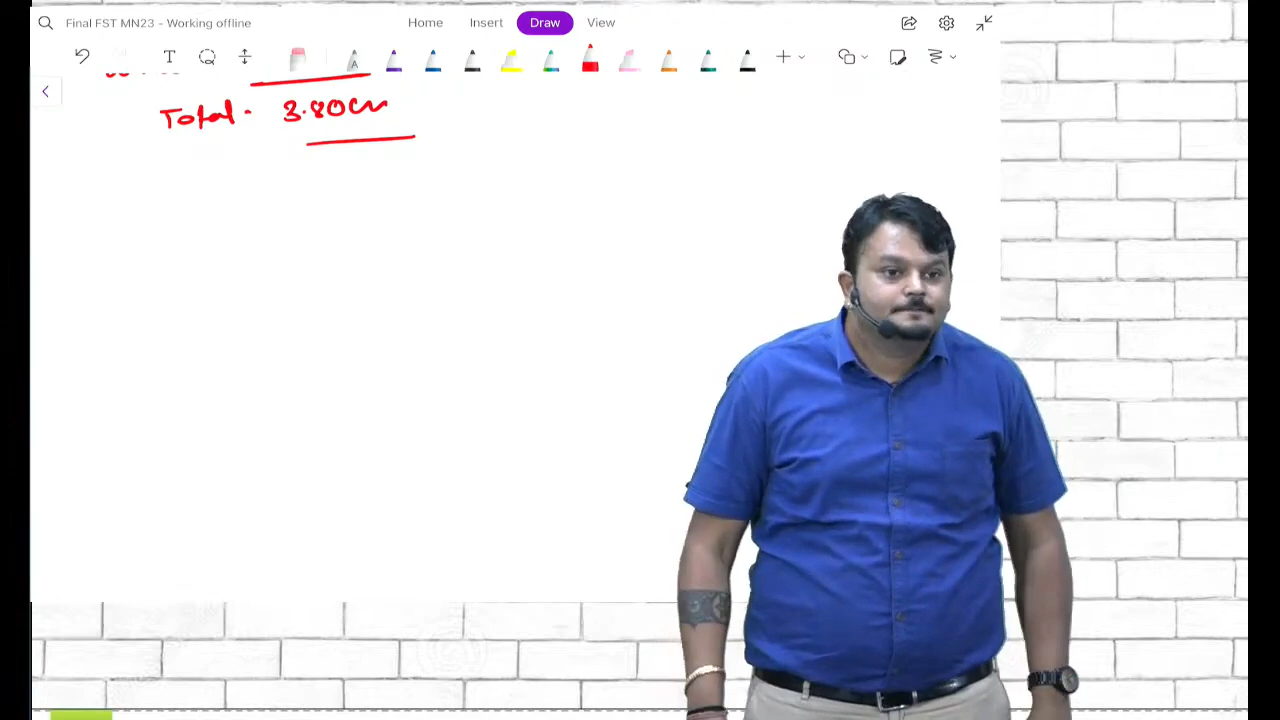 Final FST MN23 - Working offline
Home Insert Draw View
T
A
Total - 3.80cr